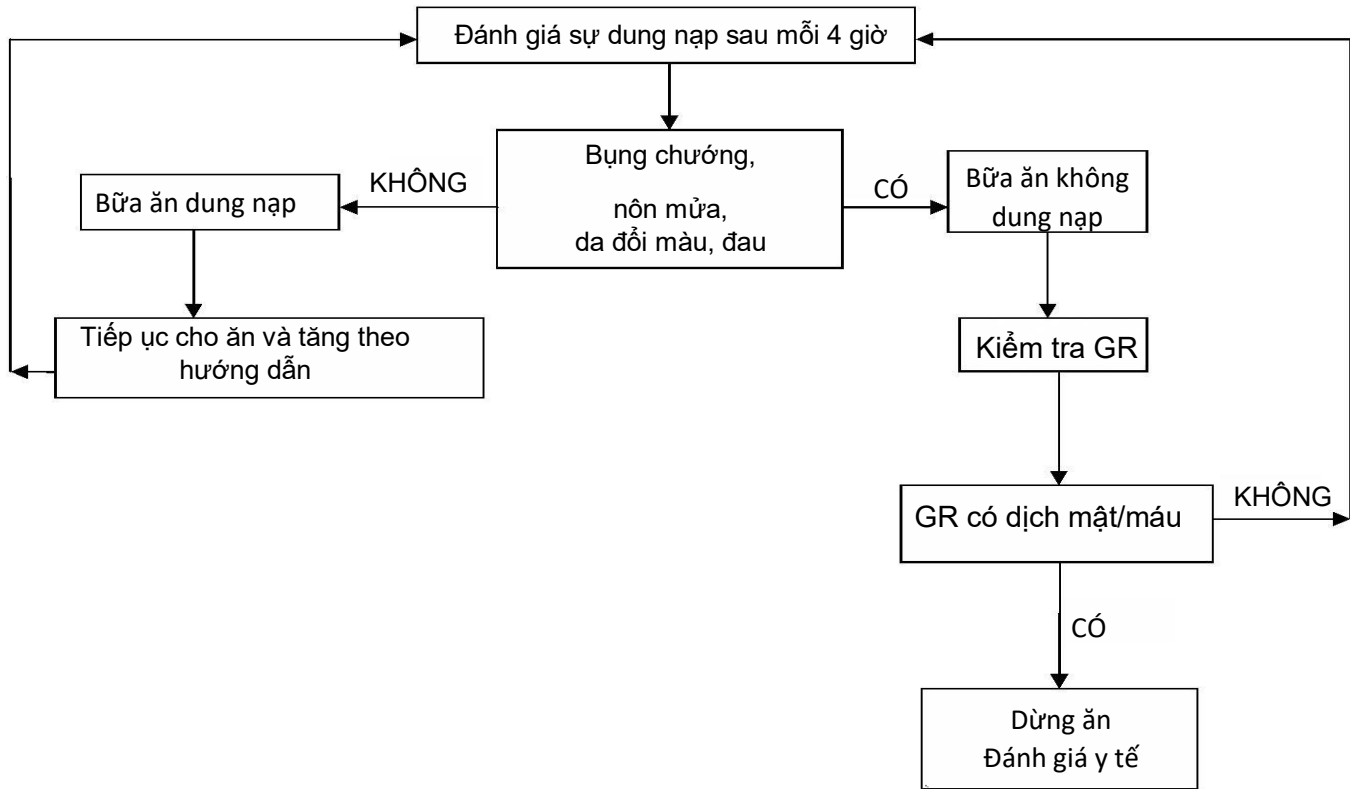 Đánh giá sự dung nạp sau mỗi 4 giờ
Bụng chướng,
nôn mửa,
da đổi màu, đau
KHÔNG
Bữa ăn dung nạp
CÓ
Bữa ăn không
dung nạp
Tiếp ục cho ăn và tăng theo
hướng dẫn
Kiểm tra GR
GR có dịch mật/máu
KHÔNG
CÓ
Dừng ăn
Đánh giá y tế